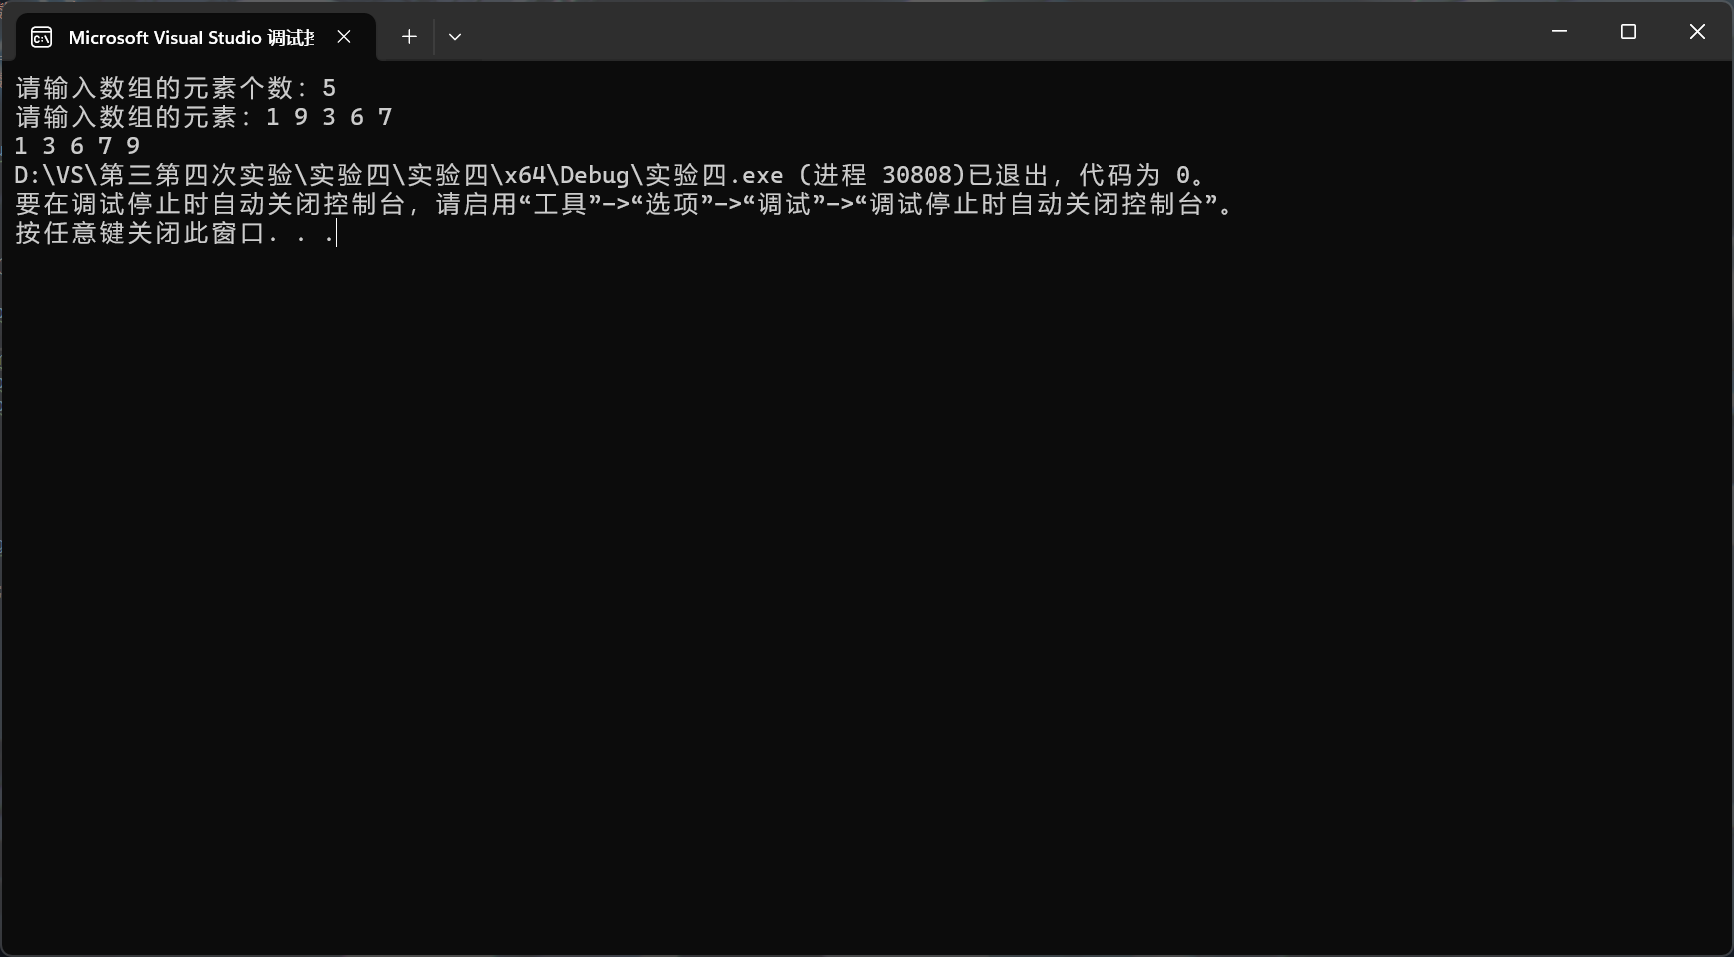 Microsoft Visual Studio 调试
请输入数组的元素个数：5
请输入数组的元素：1 9 3 6 7
1 3 6 7 9
D:\VS\第三第四次实验\实验四\实验四\x64\Debug\实验四.exe (进程 30808)已退出，代码为 0。
要在调试停止时自动关闭控制台，请启用“工具”->“选项”->“调试”->“调试停止时自动关闭控制台”。
按任意键关闭此窗口. . .